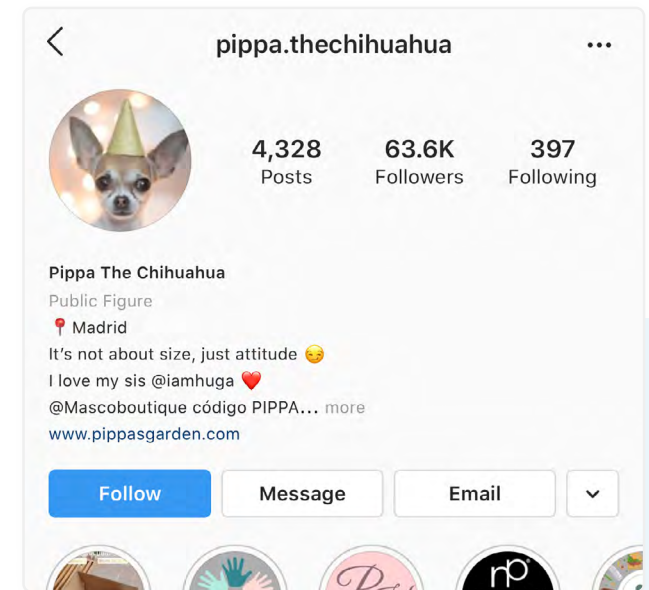 pippa.thechihuahua
4,328 63.6K 397
Posts Followers Following
Pippa The Chihuahua
Public Figure
📍 Madrid
It's not about size, just attitude 😏
I love my sis @iamhuga ❤️
@Mascoboutique código PIPPA... more
www.pippasgarden.com
Follow Message Email
np